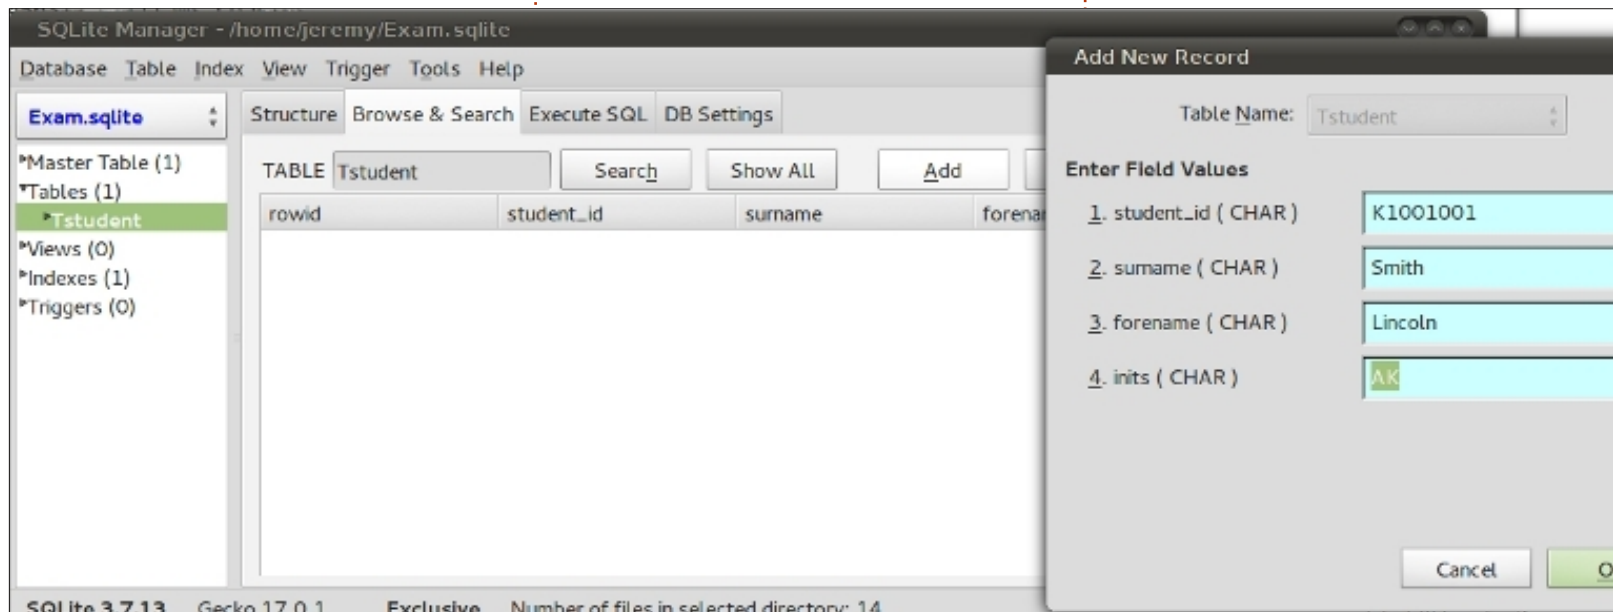 SQLite Manager - /home/jeremy/Exam.sqlite
Database Table Index View Trigger Tools Help
Exam.sqlite
Structure Browse & Search Execute SQL DB Settings
Master Table (1)
Tables (1)
Tstudent
Views (0)
Indexes (1)
Triggers (0)
TABLE Tstudent Search Show All Add
rowid student_id surname forenar
SQLite 3.7.13 Gecko 17.0.1 Exclusive Number of files in selected directory: 14
Add New Record
Table Name: Tstudent
Enter Field Values
1. student_id ( CHAR ) K1001001
2. surname ( CHAR ) Smith
3. forename ( CHAR ) Lincoln
4. inits ( CHAR ) AK
Cancel O